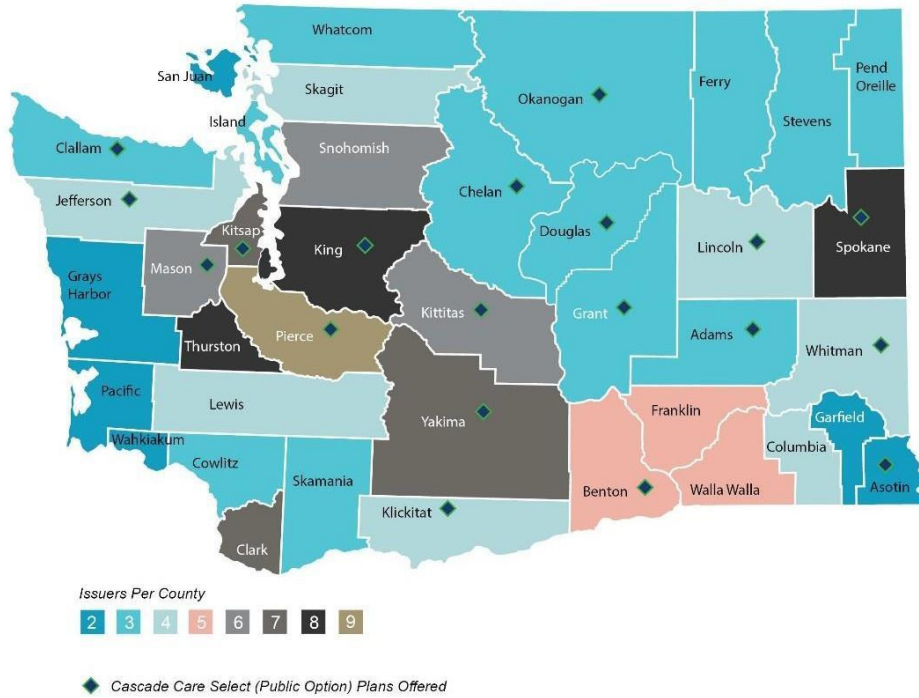 Whatcom
San Juan
Skagit
Okanogan
Ferry
Pend
Oreille
Stevens
Island
Clallam
Snohomish
Jefferson
Chelan
Kitsap
Douglas
Mason
King
Lincoln
Spokane
Grays
Harbor
Kittitas
Grant
Pierce
Adams
Thurston
Whitman
Pacific
Lewis
Yakima
Franklin
Garfield
Wahkiakum
Columbia
Cowlitz
Skamania
Benton
Walla Walla
Asotin
Klickitat
Clark
Issuers Per County
2 3 4 5 6 7 8 9
Cascade Care Select (Public Option) Plans Offered